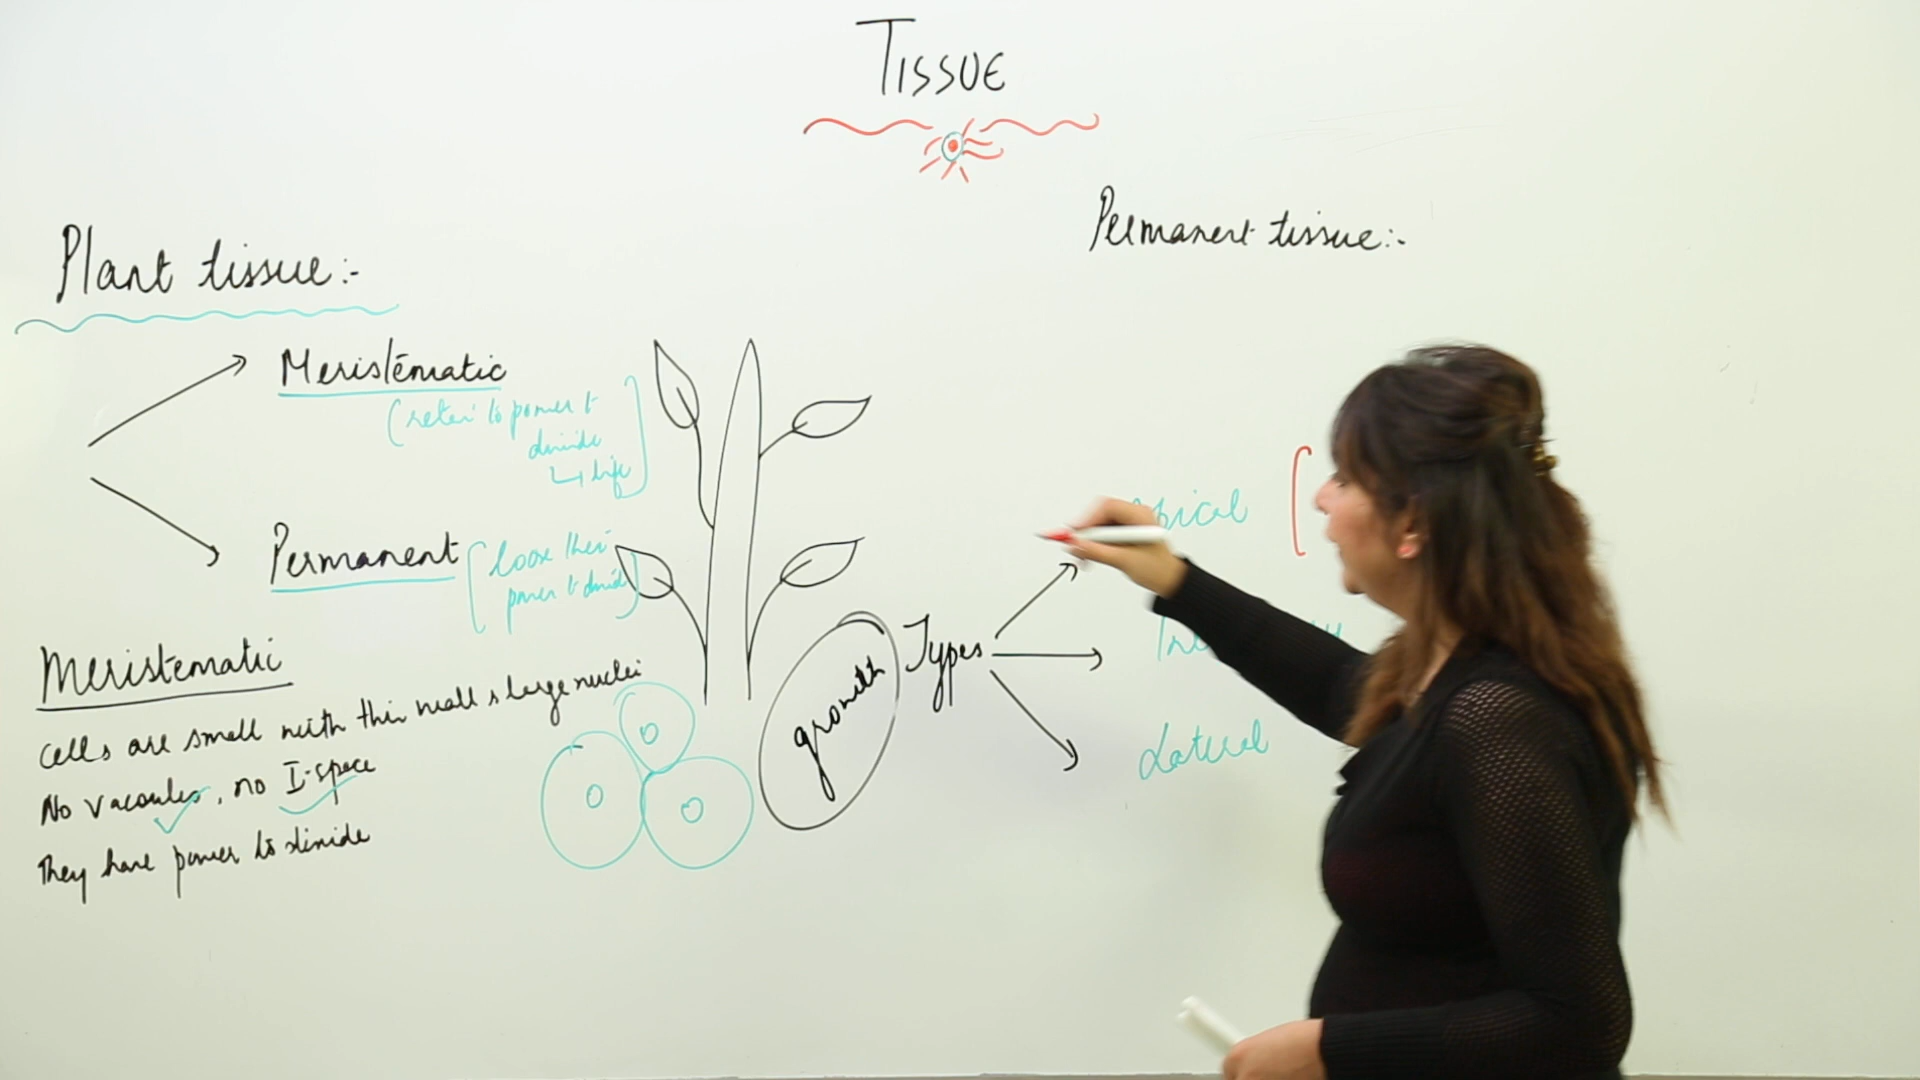 TISSUE
Plant tissue:-
Meristematic
(retain to power to
divide
↳ life
Permanent
loose their
power to divide
Meristematic
cells are small with thin wall & large nuclei
No vacoules, no I-space
They have power to divide
growth
Types
Lateral
Permanent tissue:-